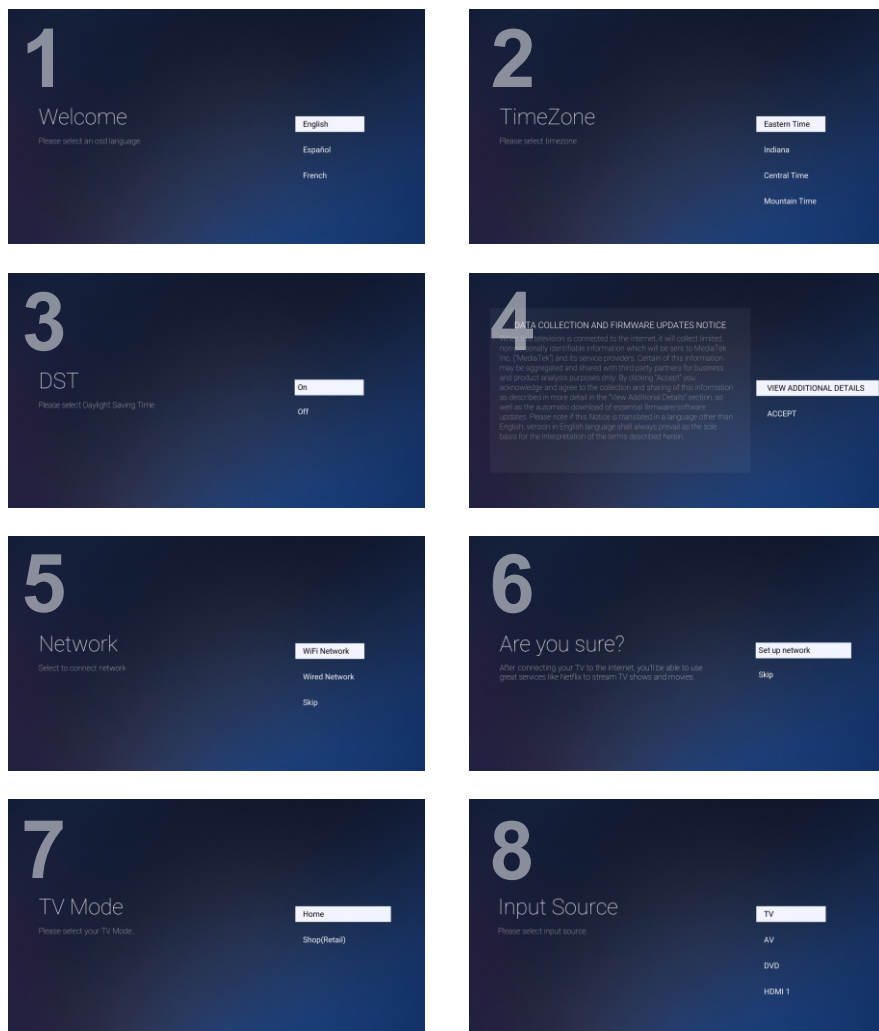 1
Welcome
Please select an osd language.
English
Español
French
2
TimeZone
Please select timezone
Eastern Time
Indiana
Central Time
Mountain Time
3
DST
Please select Daylight Saving Time.
On
Off
4
DATA COLLECTION AND FIRMWARE UPDATES NOTICE
television is connected to the internet, it will collect limited
identifiable information which will be sent to MediaTek
Inc. ("MediaTek") and its service providers. Certain of this information
may be aggregated and shared with third party partners for business
and product analysis purposes only. By clicking "Accept" you
acknowledge and agree to the collection and sharing of this information
as described in more detail in the "View Additional Details" section, as
well as the automatic download of essential firmware/software
updates. Please note if this Notice is translated in a language other than
English, version in English language shall always prevail as the sole
basis for the interpretation of the terms described herein.
VIEW ADDITIONAL DETAILS
ACCEPT
5
Network
Select to connect network.
WiFi Network
Wired Network
Skip
6
Are you sure?
After connecting your TV to the internet, you'll be able to use
great services like Netflix to stream TV shows and movies.
Set up network
Skip
7
TV Mode
Please select your TV Mode.
Home
Shop(Retail)
8
Input Source
Please select input source.
TV
AV
DVD
HDMI 1